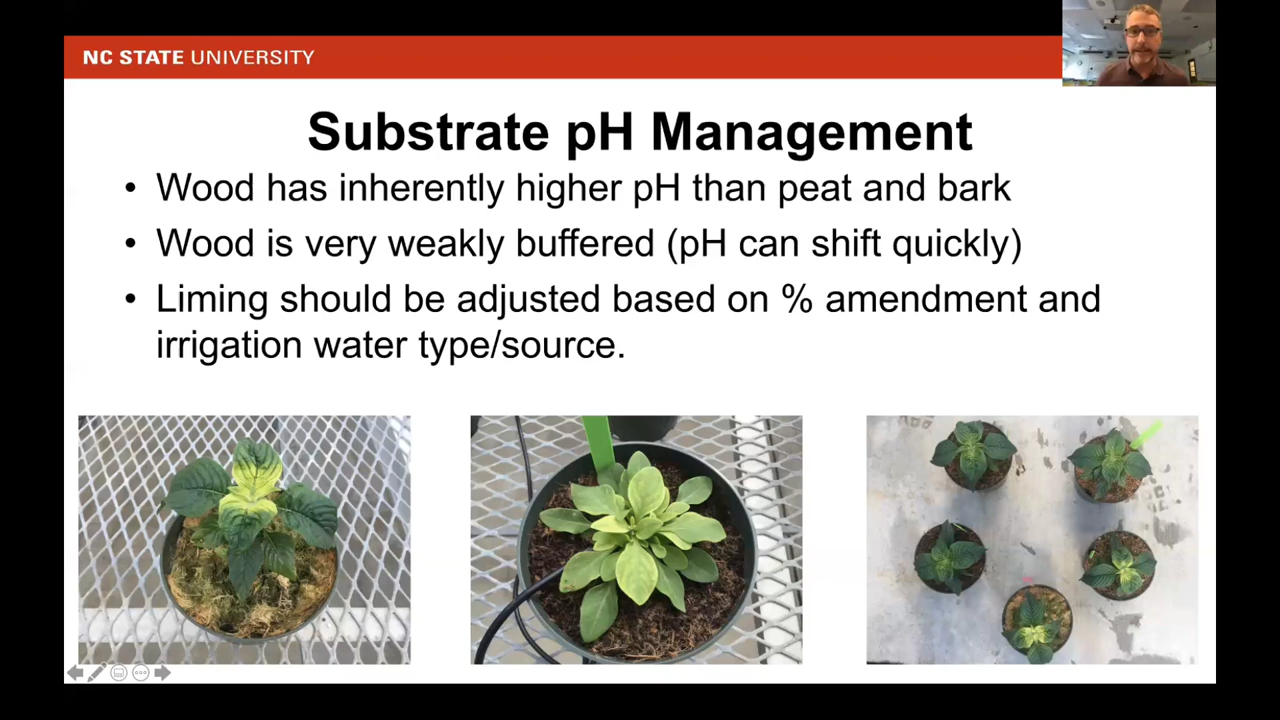 NC STATE UNIVERSITY
Substrate pH Management
• Wood has inherently higher pH than peat and bark
• Wood is very weakly buffered (pH can shift quickly)
• Liming should be adjusted based on % amendment and
irrigation water type/source.